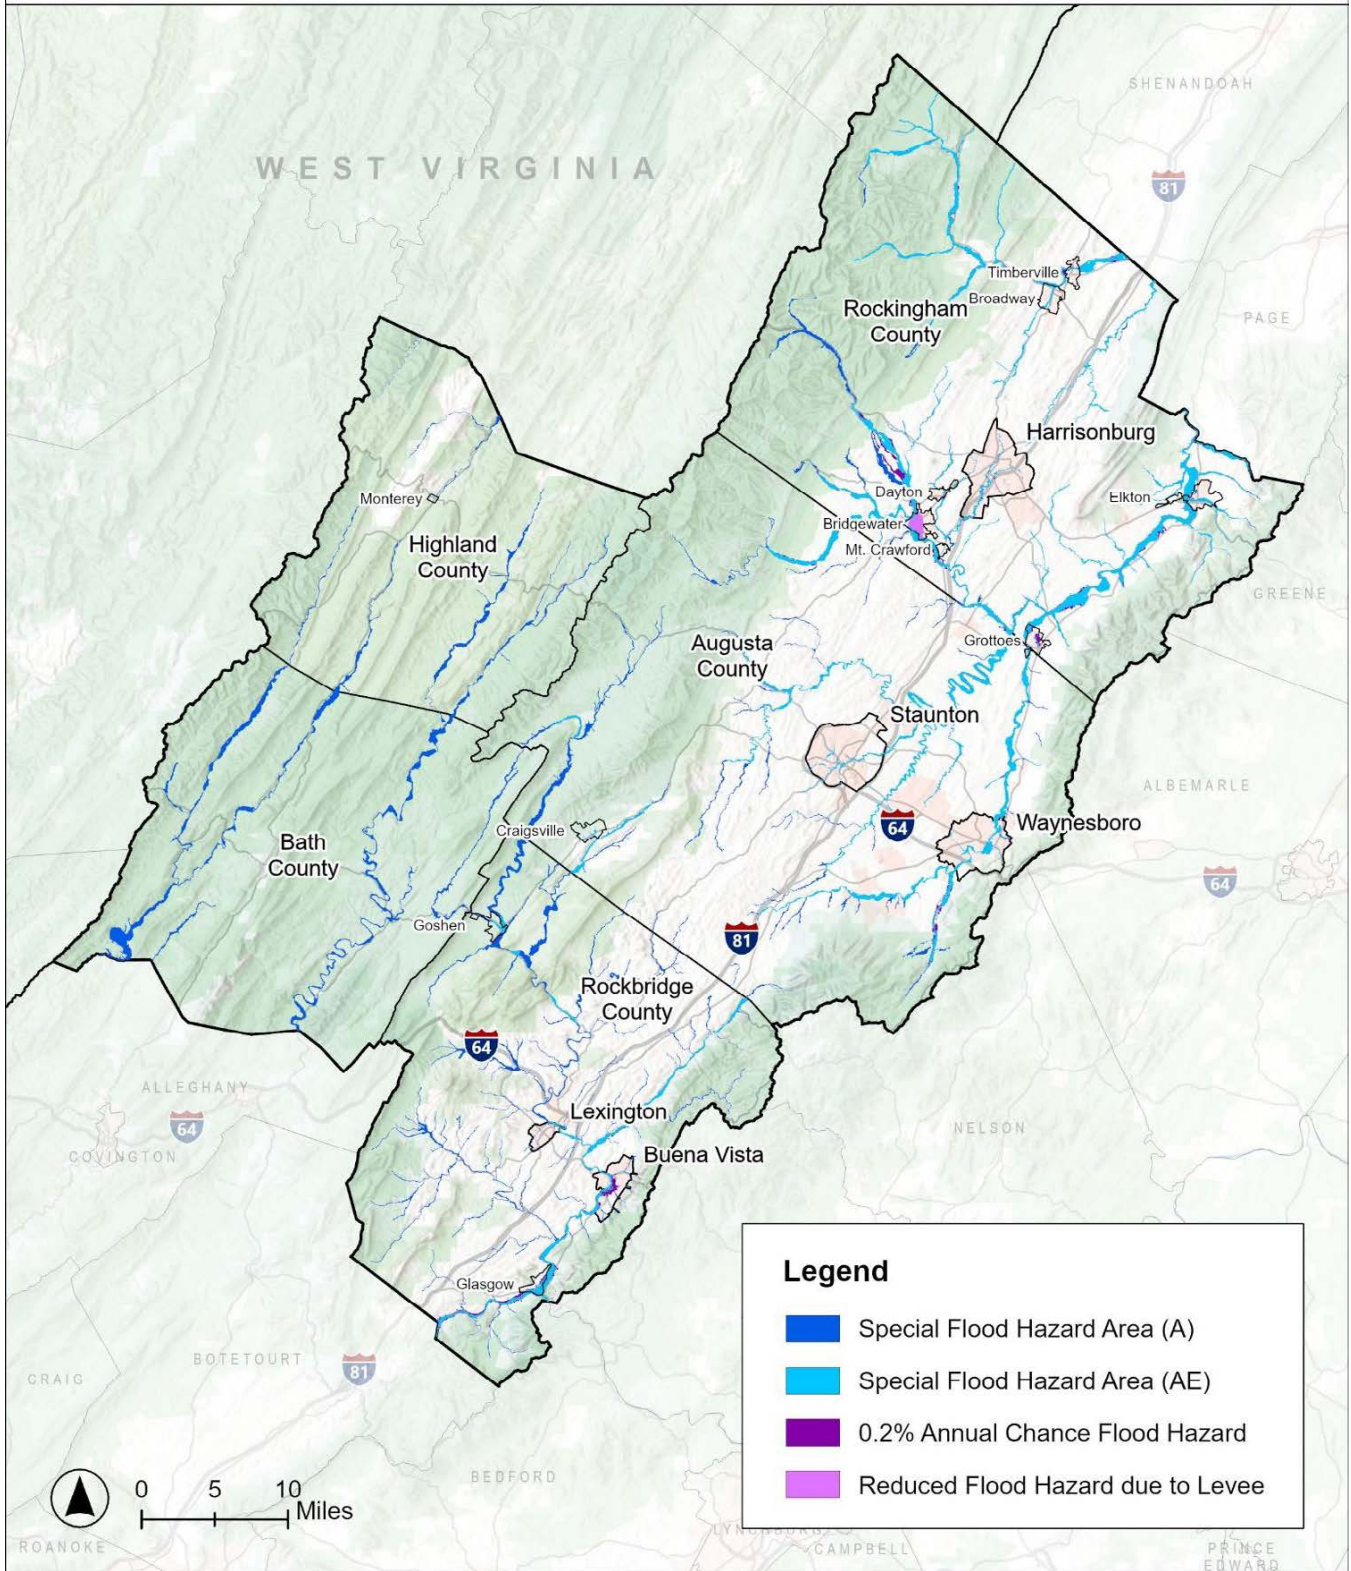 SHENANDOAH
WEST VIRGINIA
81
Timberville
Broadway
Rockingham
County
PAGE
Harrisonburg
Monterey
Dayton
Elkton
Bridgewater
Mt. Crawford
Highland
County
GREENE
Augusta
County
Grottoes
Staunton
ALBEMARLE
Craigsville
64
Waynesboro
Bath
County
64
Goshen
81
Rockbridge
County
64
ALLEGHANY
64
Lexington
NELSON
COVINGTON
Buena Vista
Glasgow
Legend
Special Flood Hazard Area (A)
Special Flood Hazard Area (AE)
0.2% Annual Chance Flood Hazard
Reduced Flood Hazard due to Levee
BOTETOURT
81
CRAIG
BEDFORD
0 5 10
Miles
ROANOKE
LYNCHBURG
CAMPBELL
PRINCE
EDWARD